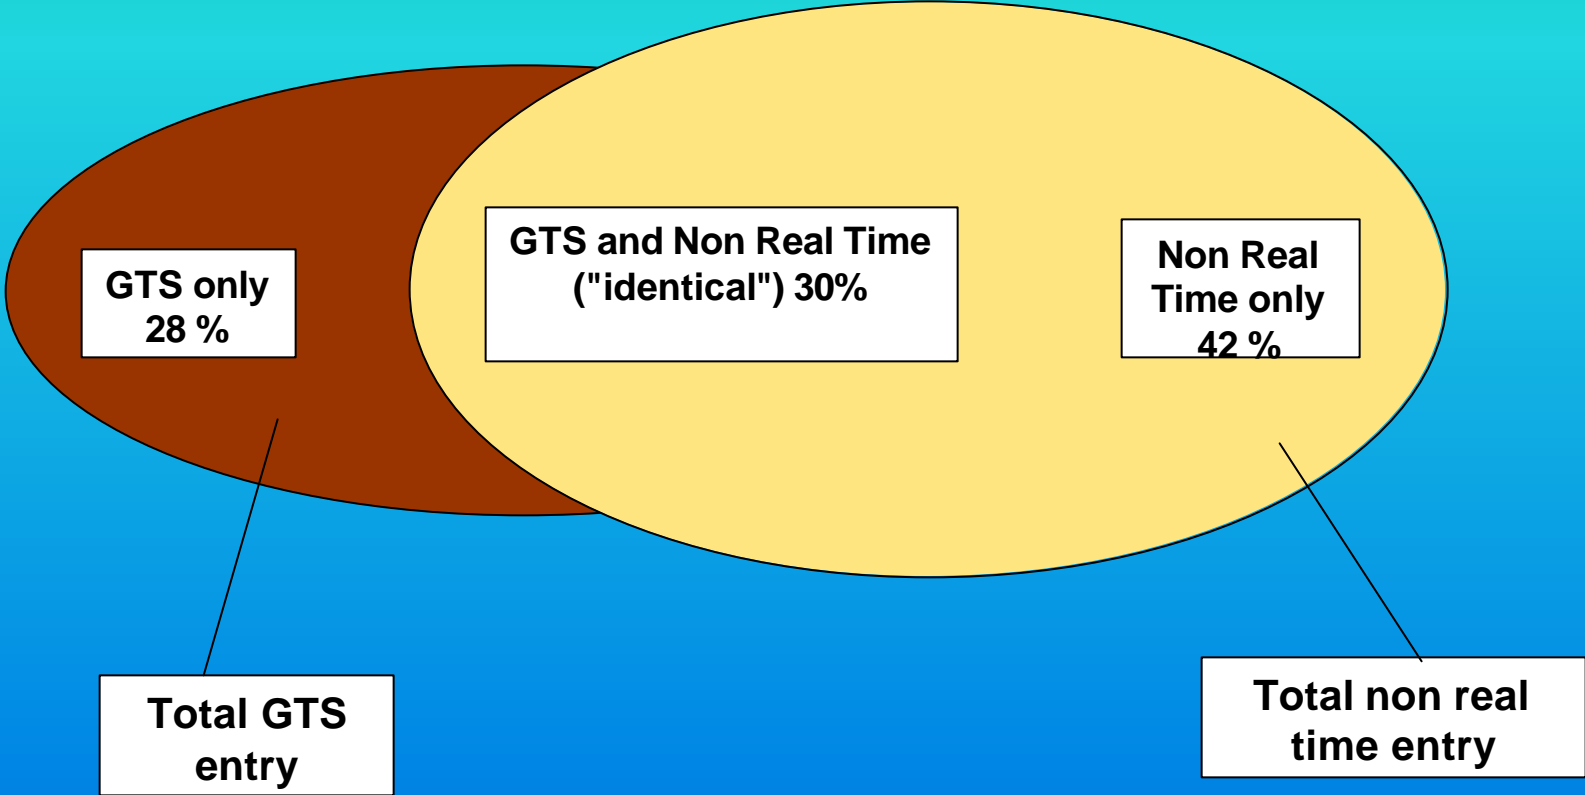 GTS only
28 %
GTS and Non Real Time
("identical") 30%
Non Real
Time only
42 %
Total GTS
entry
Total non real
time entry